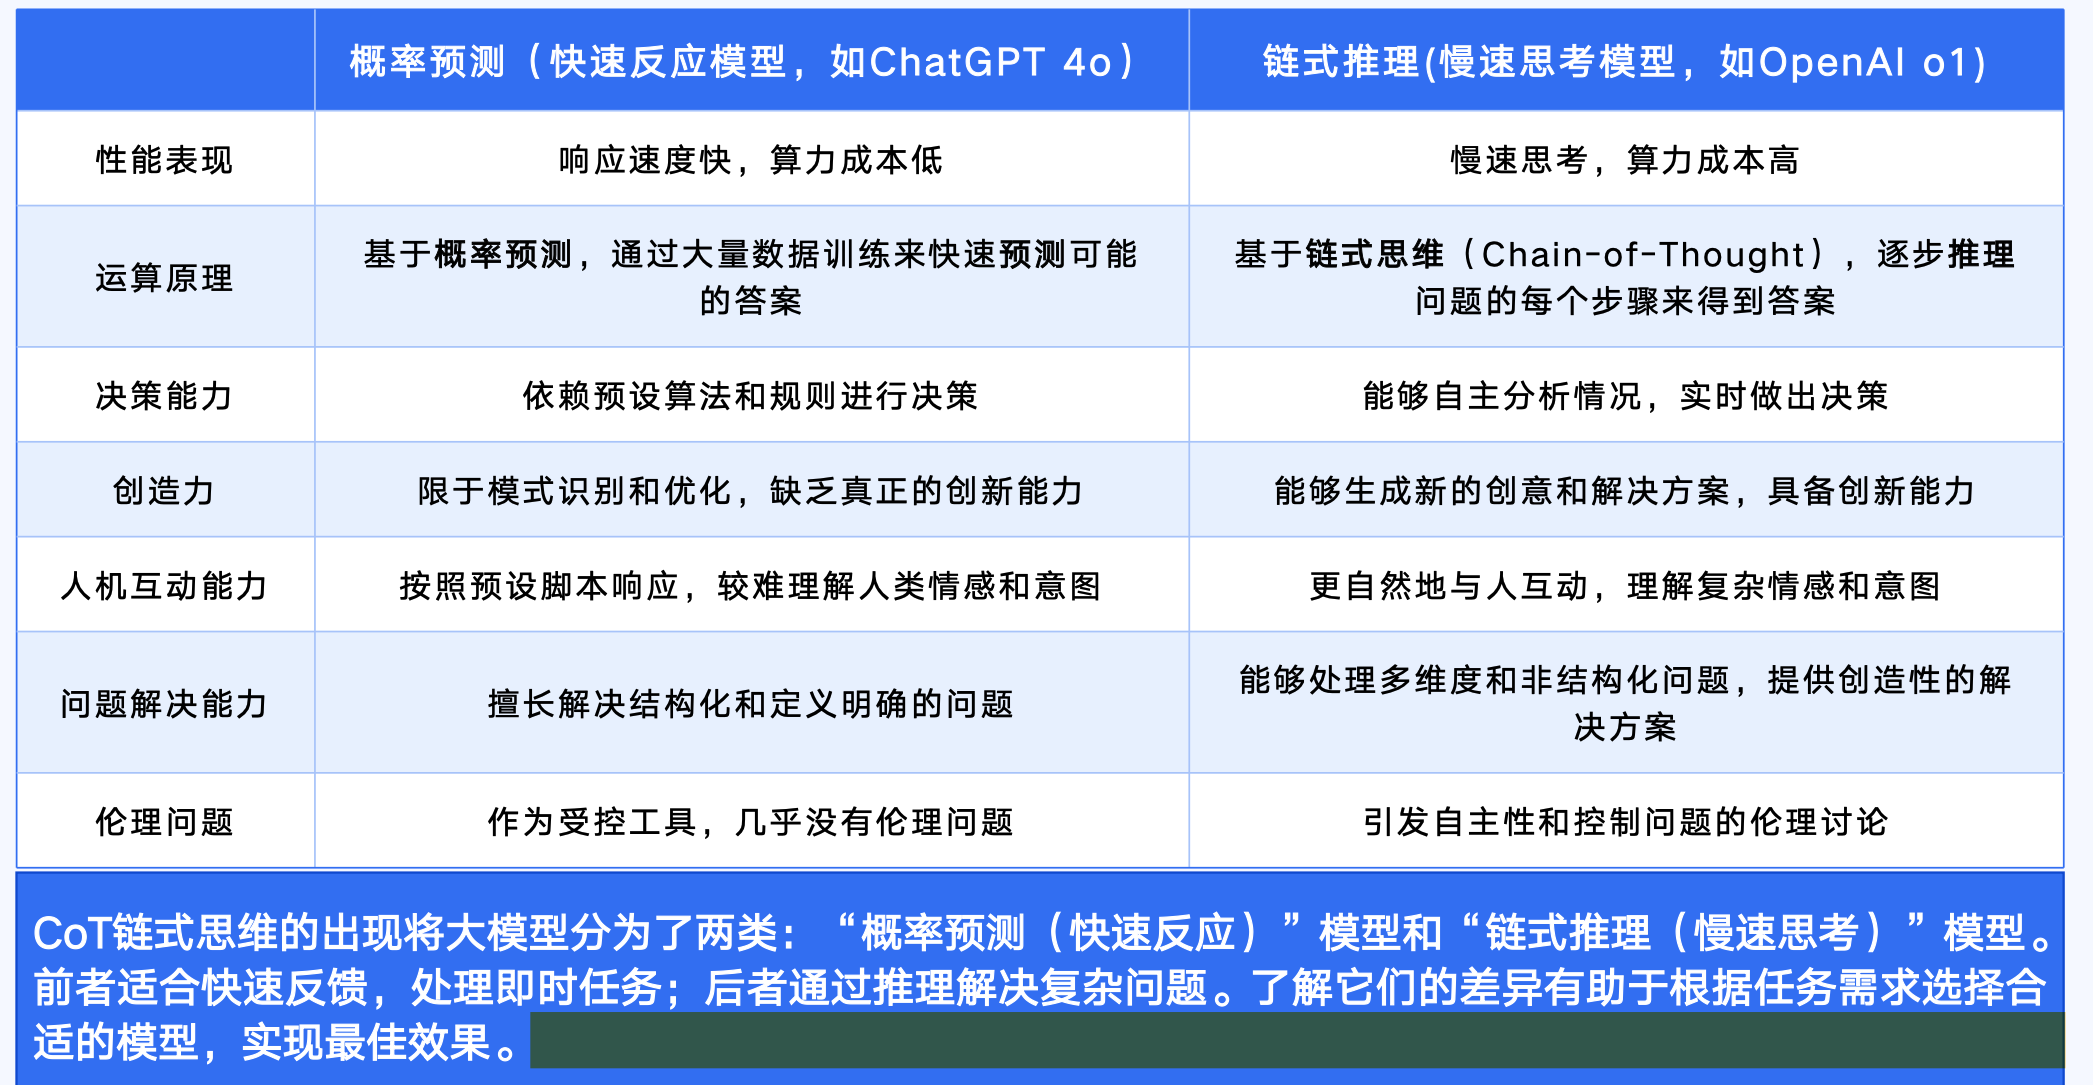 概率预测（快速反应模型，如ChatGPT 4o）
链式推理(慢速思考模型，如OpenAI o1)
性能表现
响应速度快，算力成本低
慢速思考，算力成本高
运算原理
基于概率预测，通过大量数据训练来快速预测可能
的答案
基于链式思维（Chain-of-Thought），逐步推理
问题的每个步骤来得到答案
决策能力
依赖预设算法和规则进行决策
能够自主分析情况，实时做出决策
创造力
限于模式识别和优化，缺乏真正的创新能力
能够生成新的创意和解决方案，具备创新能力
人机互动能力
按照预设脚本响应，较难理解人类情感和意图
更自然地与人互动，理解复杂情感和意图
问题解决能力
擅长解决结构化和定义明确的问题
能够处理多维度和非结构化问题，提供创造性的解
决方案
伦理问题
作为受控工具，几乎没有伦理问题
引发自主性和控制问题的伦理讨论
CoT链式思维的出现将大模型分为了两类：“概率预测（快速反应）”模型和“链式推理（慢速思考）”模型。
前者适合快速反馈，处理即时任务；后者通过推理解决复杂问题。了解它们的差异有助于根据任务需求选择合
适的模型，实现最佳效果。